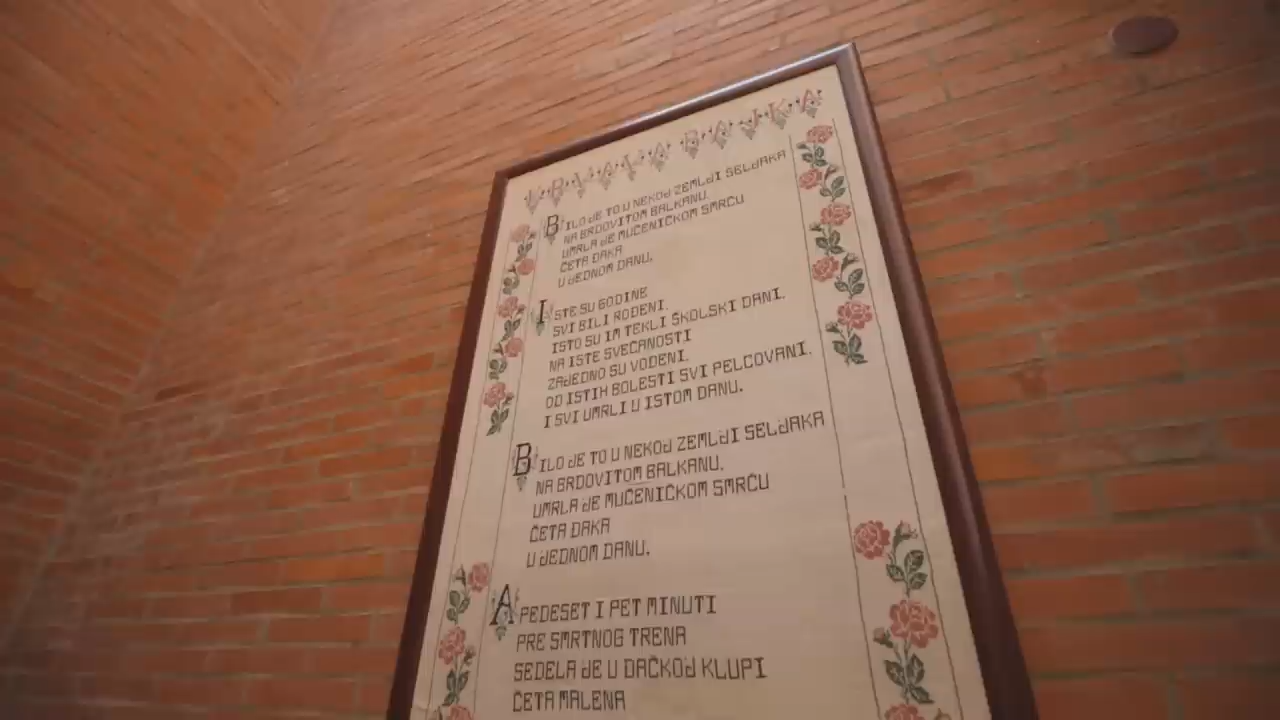 KRVAVA BAJKA
BILO JE TO U NEKOJ ZEMLJI SELJAKA
NA BRDOVITOM BALKANU,
UMRLA JE MUČENIČKOM SMRĆU
ČETA ĐAKA
U JEDNOM DANU.
ISTE SU GODINE
SVI BILI ROĐENI,
ISTO SU IM TEKLI ŠKOLSKI DANI,
NA ISTE SVEČANOSTI
ZAJEDNO SU VOĐENI,
OD ISTIH BOLESTI SVI PELCOVANI,
I SVI UMRLI U ISTOM DANU.
BILO JE TO U NEKOJ ZEMLJI SELJAKA
NA BRDOVITOM BALKANU,
UMRLA JE MUČENIČKOM SMRĆU
ČETA ĐAKA
U JEDNOM DANU.
A PEDESET I PET MINUTI
PRE SMRTNOG TRENA
SEDELA JE U ĐAČKOJ KLUPI
ČETA MALENA